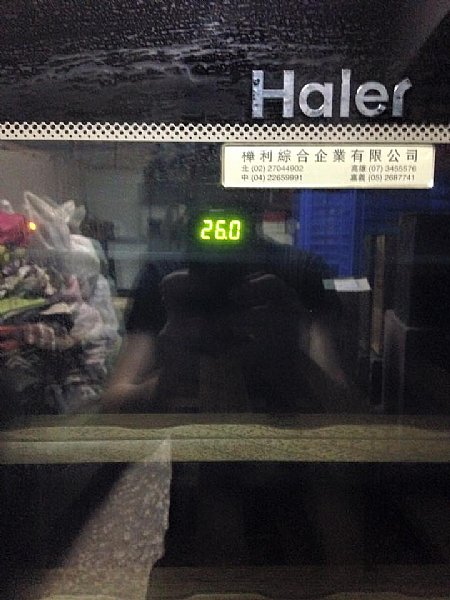 Haler
樺利綜合企業有限公司
北 (02) 27044902 高雄 (07) 3455576
中 (04) 22659991 嘉義 (05) 2687741
26.0